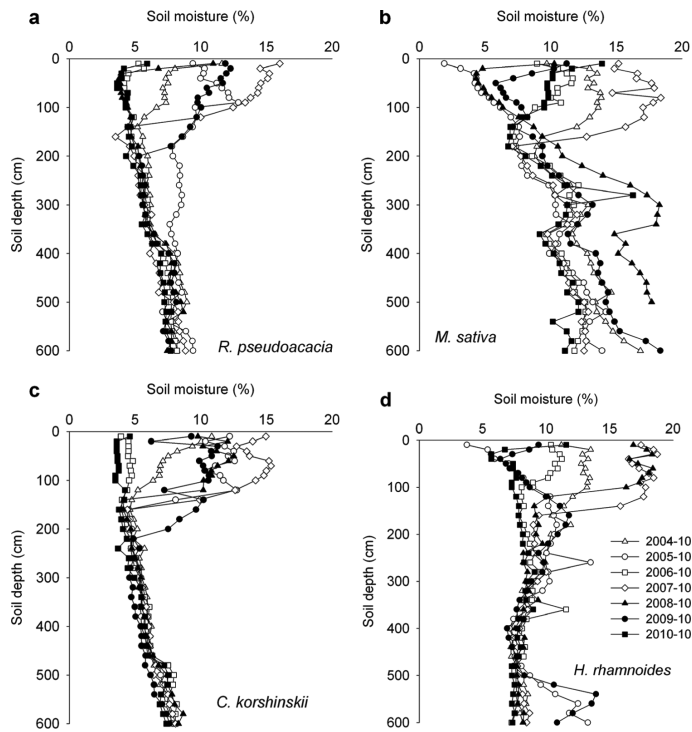 a
Soil moisture (%)
0 5 10 15 20
Soil depth (cm)
0
100
200
300
400
500
600
R. pseudoacacia
b
Soil moisture (%)
0 5 10 15 20
Soil depth (cm)
0
100
200
300
400
500
600
M. sativa
c
Soil moisture (%)
0 5 10 15 20
Soil depth (cm)
0
100
200
300
400
500
600
C. korshinskii
d
Soil moisture (%)
0 5 10 15 20
Soil depth (cm)
0
100
200
300
400
500
600
2004-10
2005-10
2006-10
2007-10
2008-10
2009-10
2010-10
H. rhamnoides